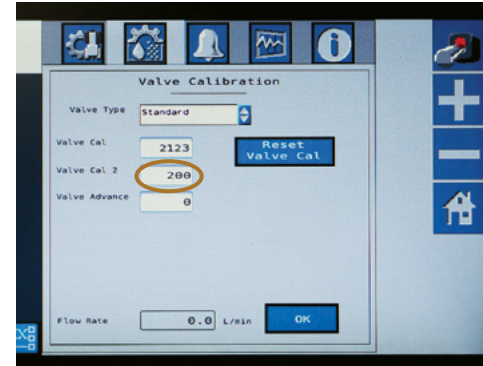 Valve Calibration
Valve Type Standard
Valve Cal 2123
Reset
Valve Cal
Valve Cal 2 200
Valve Advance 0
Flow Rate 0.0 L/min OK